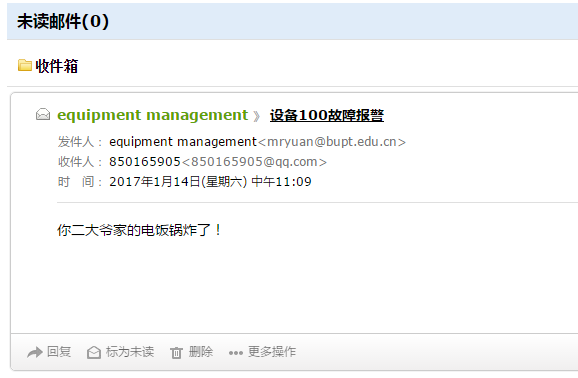 未读邮件(0)
收件箱
equipment management 》 设备100故障报警
发件人：equipment management<mryuan@bupt.edu.cn>
收件人：850165905<850165905@qq.com>
时　间：2017年1月14日(星期六) 中午11:09
你二大爷家的电饭锅炸了！
回复 标为未读 删除 更多操作